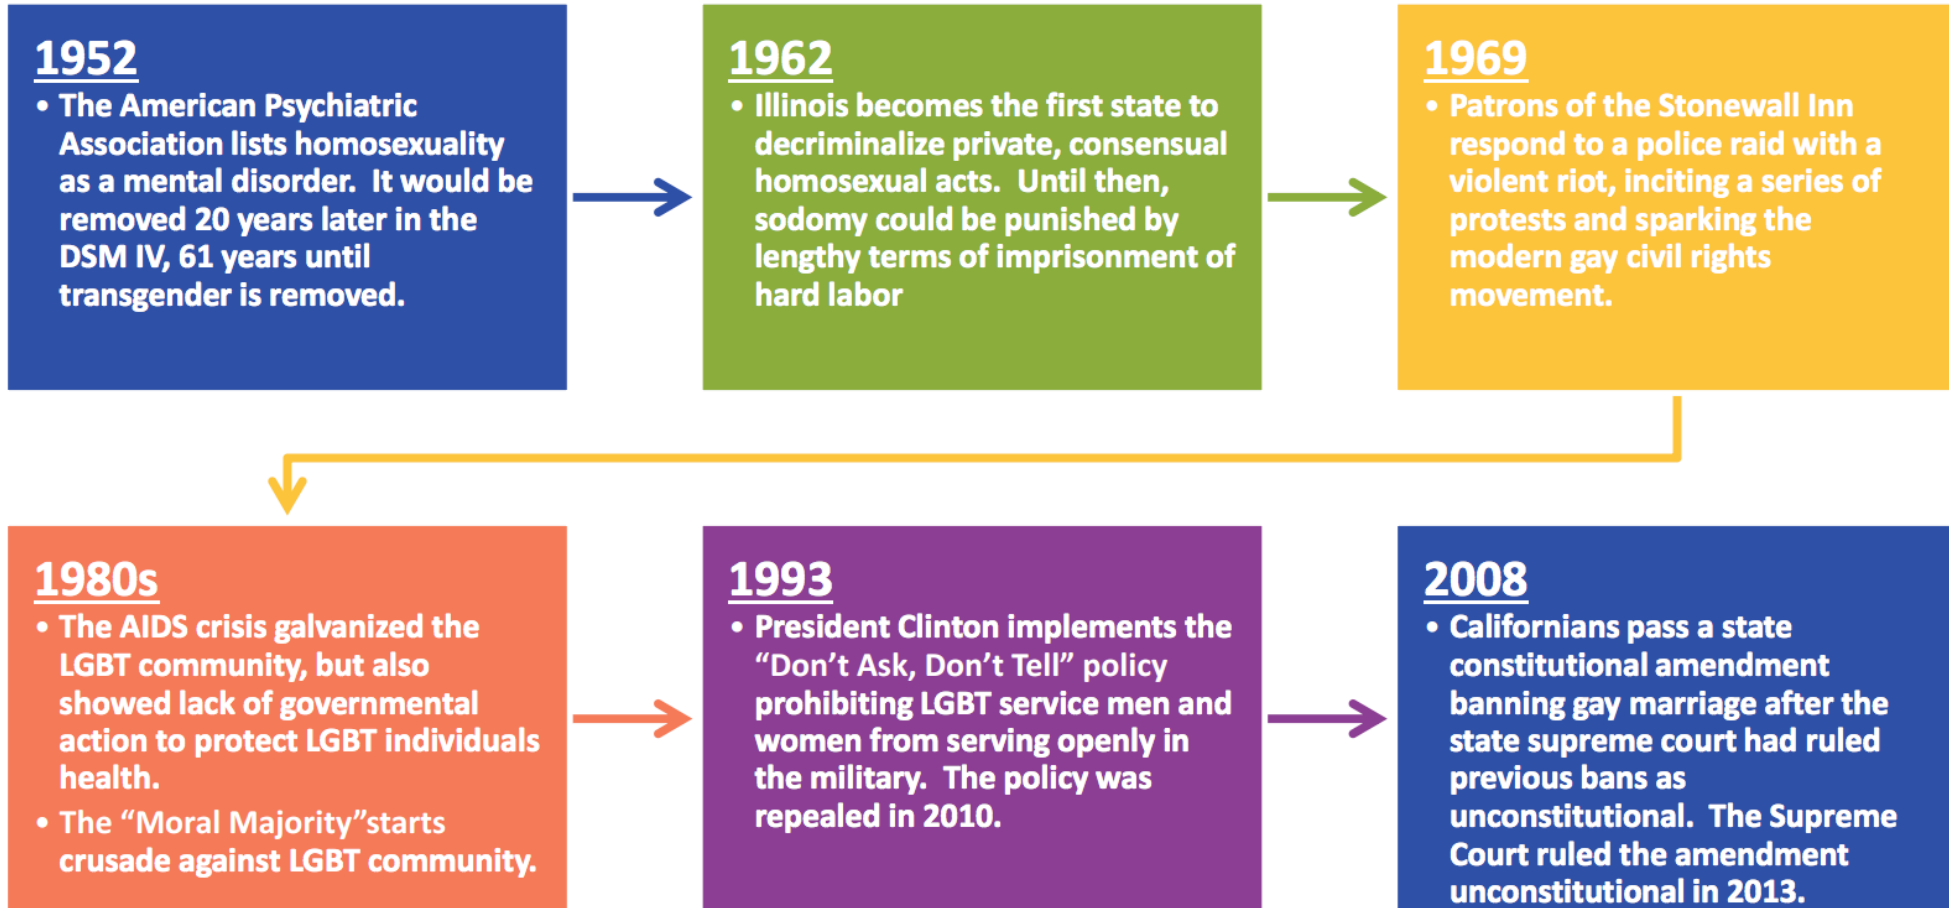 1952
• The American Psychiatric
Association lists homosexuality
as a mental disorder.  It would be
removed 20 years later in the
DSM IV, 61 years until
transgender is removed.
1962
• Illinois becomes the first state to
decriminalize private, consensual
homosexual acts.  Until then,
sodomy could be punished by
lengthy terms of imprisonment of
hard labor
1969
• Patrons of the Stonewall Inn
respond to a police raid with a
violent riot, inciting a series of
protests and sparking the
modern gay civil rights
movement.
1980s
• The AIDS crisis galvanized the
LGBT community, but also
showed lack of governmental
action to protect LGBT individuals
health.
• The “Moral Majority”starts
crusade against LGBT community.
1993
• President Clinton implements the
“Don’t Ask, Don’t Tell” policy
prohibiting LGBT service men and
women from serving openly in
the military.  The policy was
repealed in 2010.
2008
• Californians pass a state
constitutional amendment
banning gay marriage after the
state supreme court had ruled
previous bans as
unconstitutional.  The Supreme
Court ruled the amendment
unconstitutional in 2013.